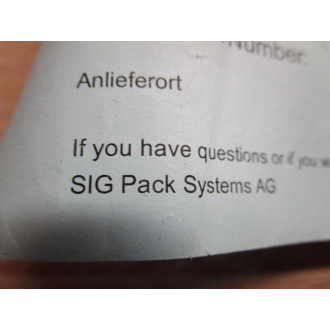 Number:
Anlieferort
If you have questions or if you w
SIG Pack Systems AG